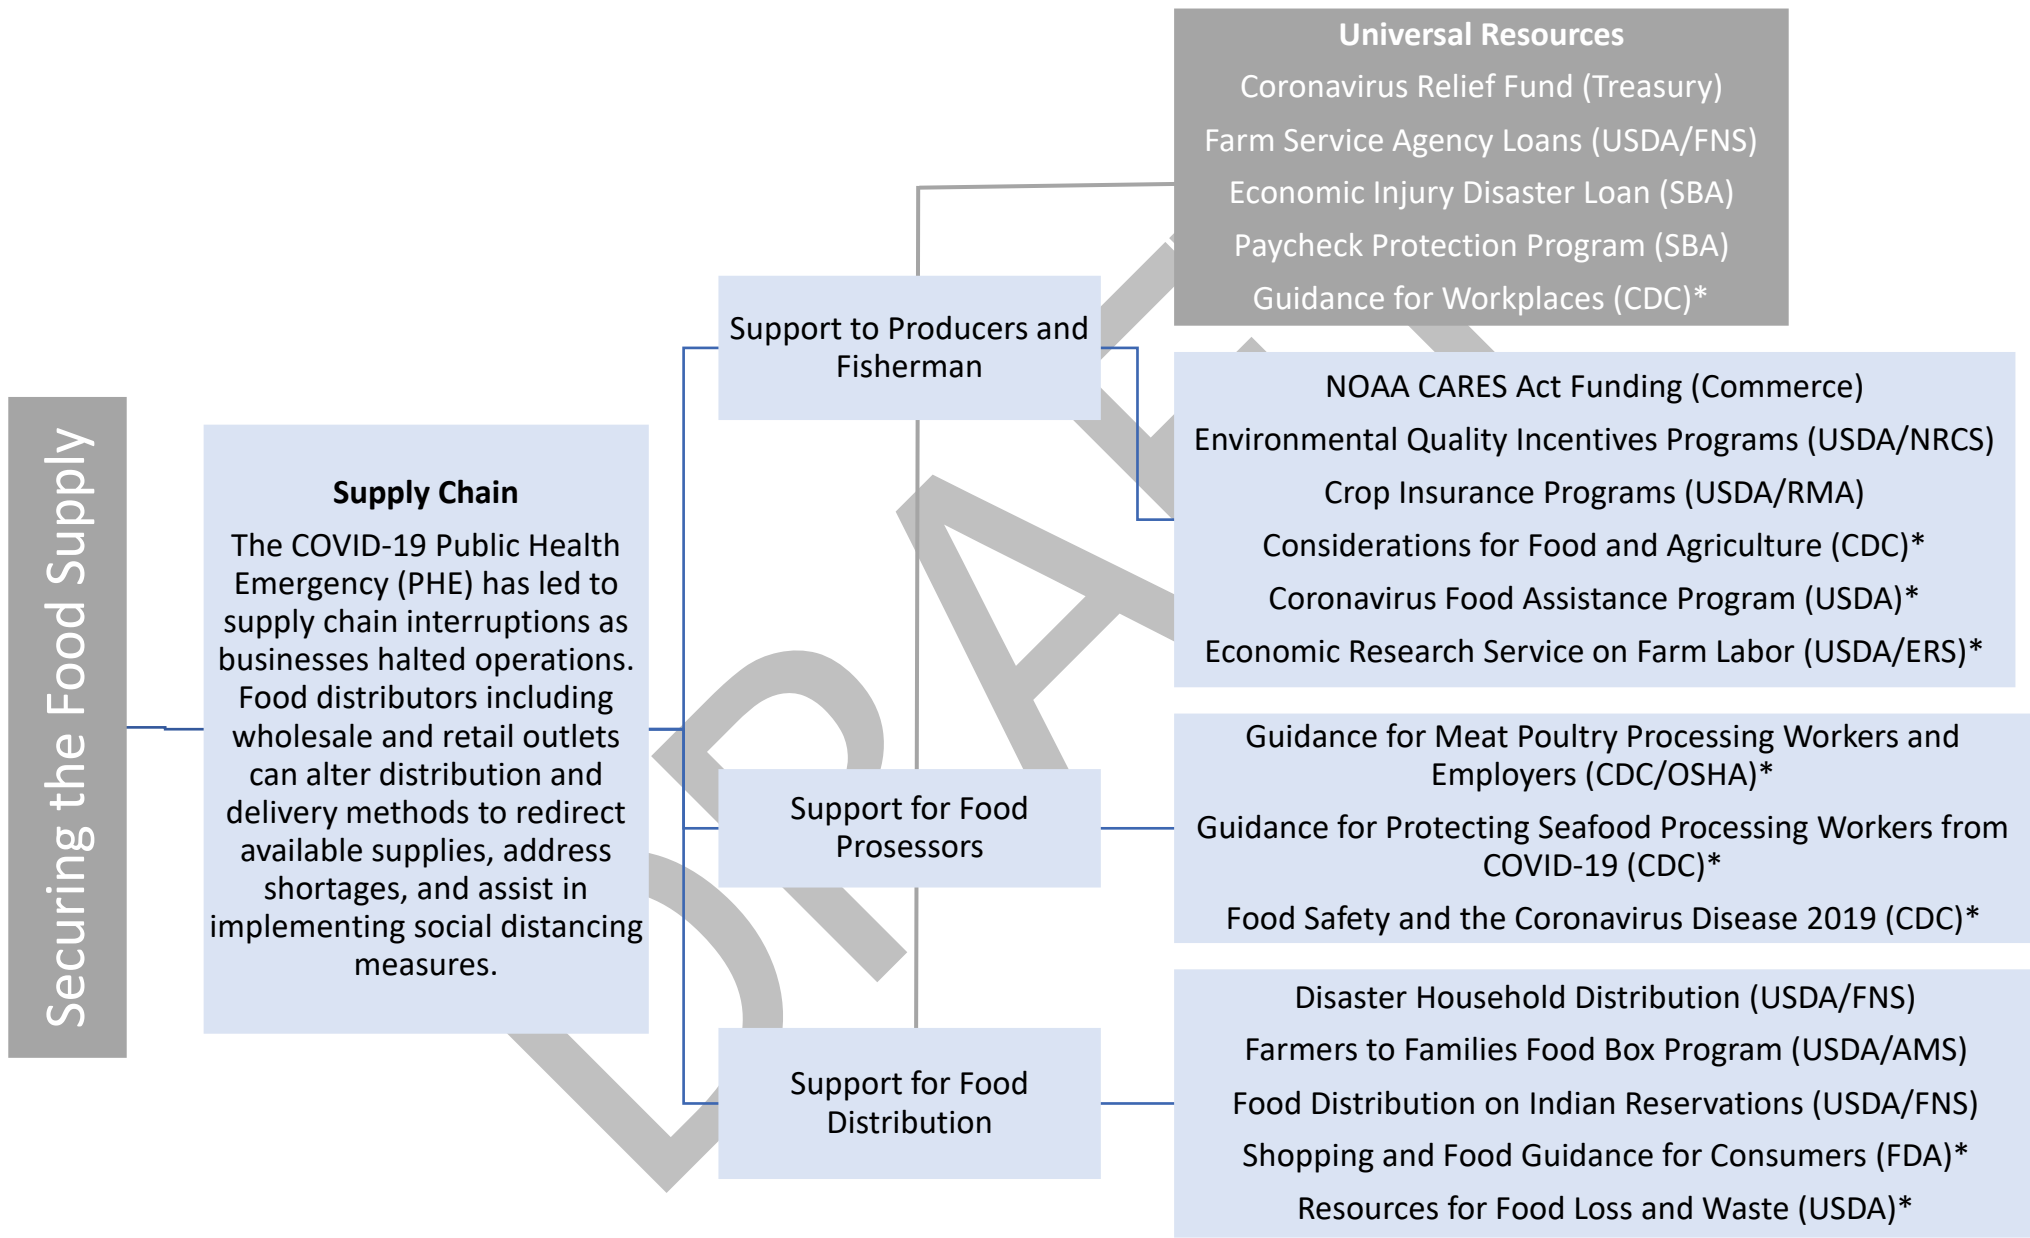 Securing the Food Supply
Supply Chain
The COVID-19 Public Health
Emergency (PHE) has led to
supply chain interruptions as
businesses halted operations.
Food distributors including
wholesale and retail outlets
can alter distribution and
delivery methods to redirect
available supplies, address
shortages, and assist in
implementing social distancing
measures.
Support to Producers and
Fisherman
Support for Food
Prosessors
Support for Food
Distribution
Universal Resources
Coronavirus Relief Fund (Treasury)
Farm Service Agency Loans (USDA/FNS)
Economic Injury Disaster Loan (SBA)
Paycheck Protection Program (SBA)
Guidance for Workplaces (CDC)*
NOAA CARES Act Funding (Commerce)
Environmental Quality Incentives Programs (USDA/NRCS)
Crop Insurance Programs (USDA/RMA)
Considerations for Food and Agriculture (CDC)*
Coronavirus Food Assistance Program (USDA)*
Economic Research Service on Farm Labor (USDA/ERS)*
Guidance for Meat Poultry Processing Workers and
Employers (CDC/OSHA)*
Guidance for Protecting Seafood Processing Workers from
COVID-19 (CDC)*
Food Safety and the Coronavirus Disease 2019 (CDC)*
Disaster Household Distribution (USDA/FNS)
Farmers to Families Food Box Program (USDA/AMS)
Food Distribution on Indian Reservations (USDA/FNS)
Shopping and Food Guidance for Consumers (FDA)*
Resources for Food Loss and Waste (USDA)*
DRAFT